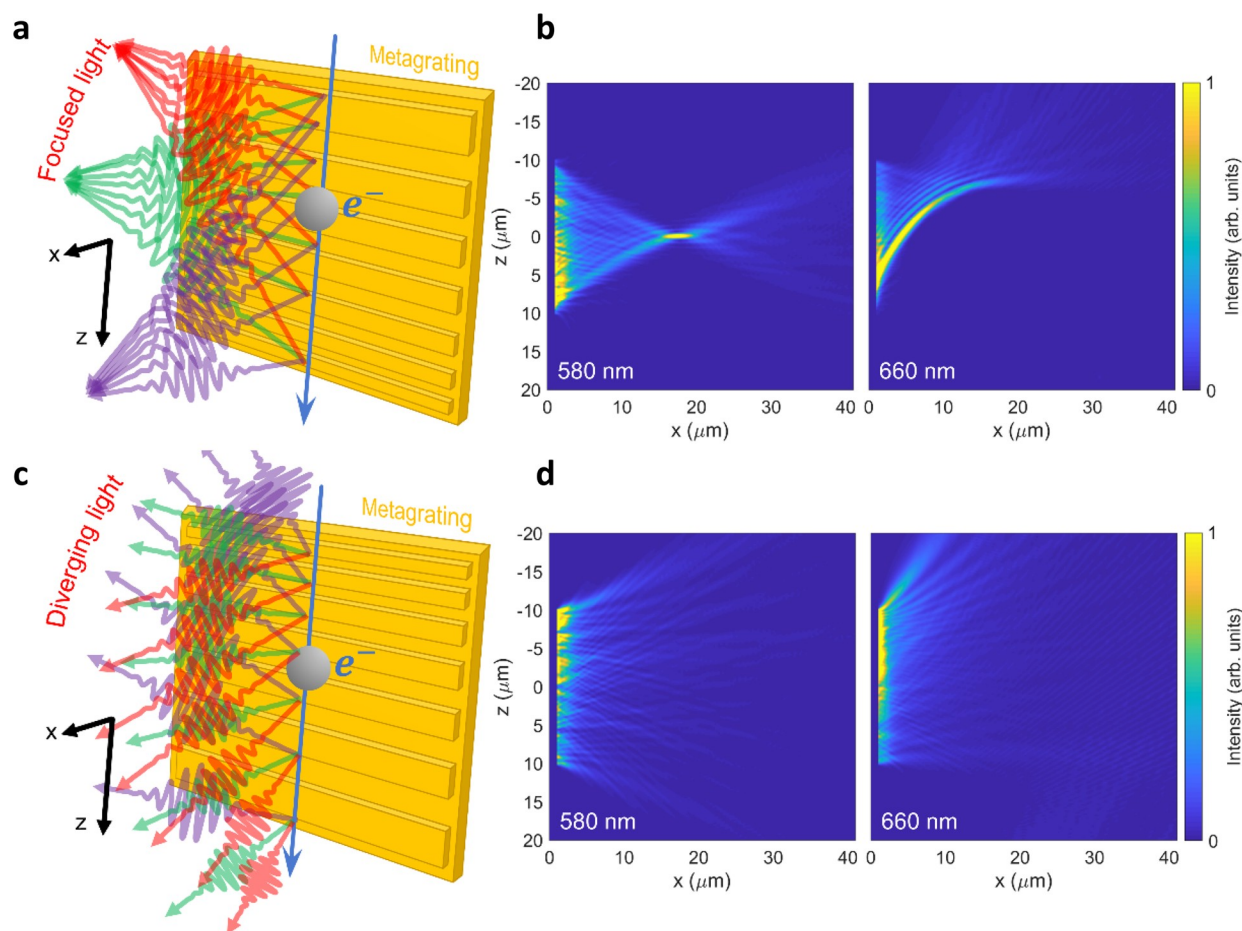 a
Metagrating
Focused light
e⁻
x
z
b
-20
-15
-10
-5
0
5
10
15
20
z (μm)
580 nm
0
10
20
30
40
x (μm)
660 nm
0
10
20
30
40
x (μm)
1
0
Intensity (arb. units)
c
Metagrating
Diverging light
e⁻
x
z
d
-20
-15
-10
-5
0
5
10
15
20
z (μm)
580 nm
0
10
20
30
40
x (μm)
660 nm
0
10
20
30
40
x (μm)
1
0
Intensity (arb. units)